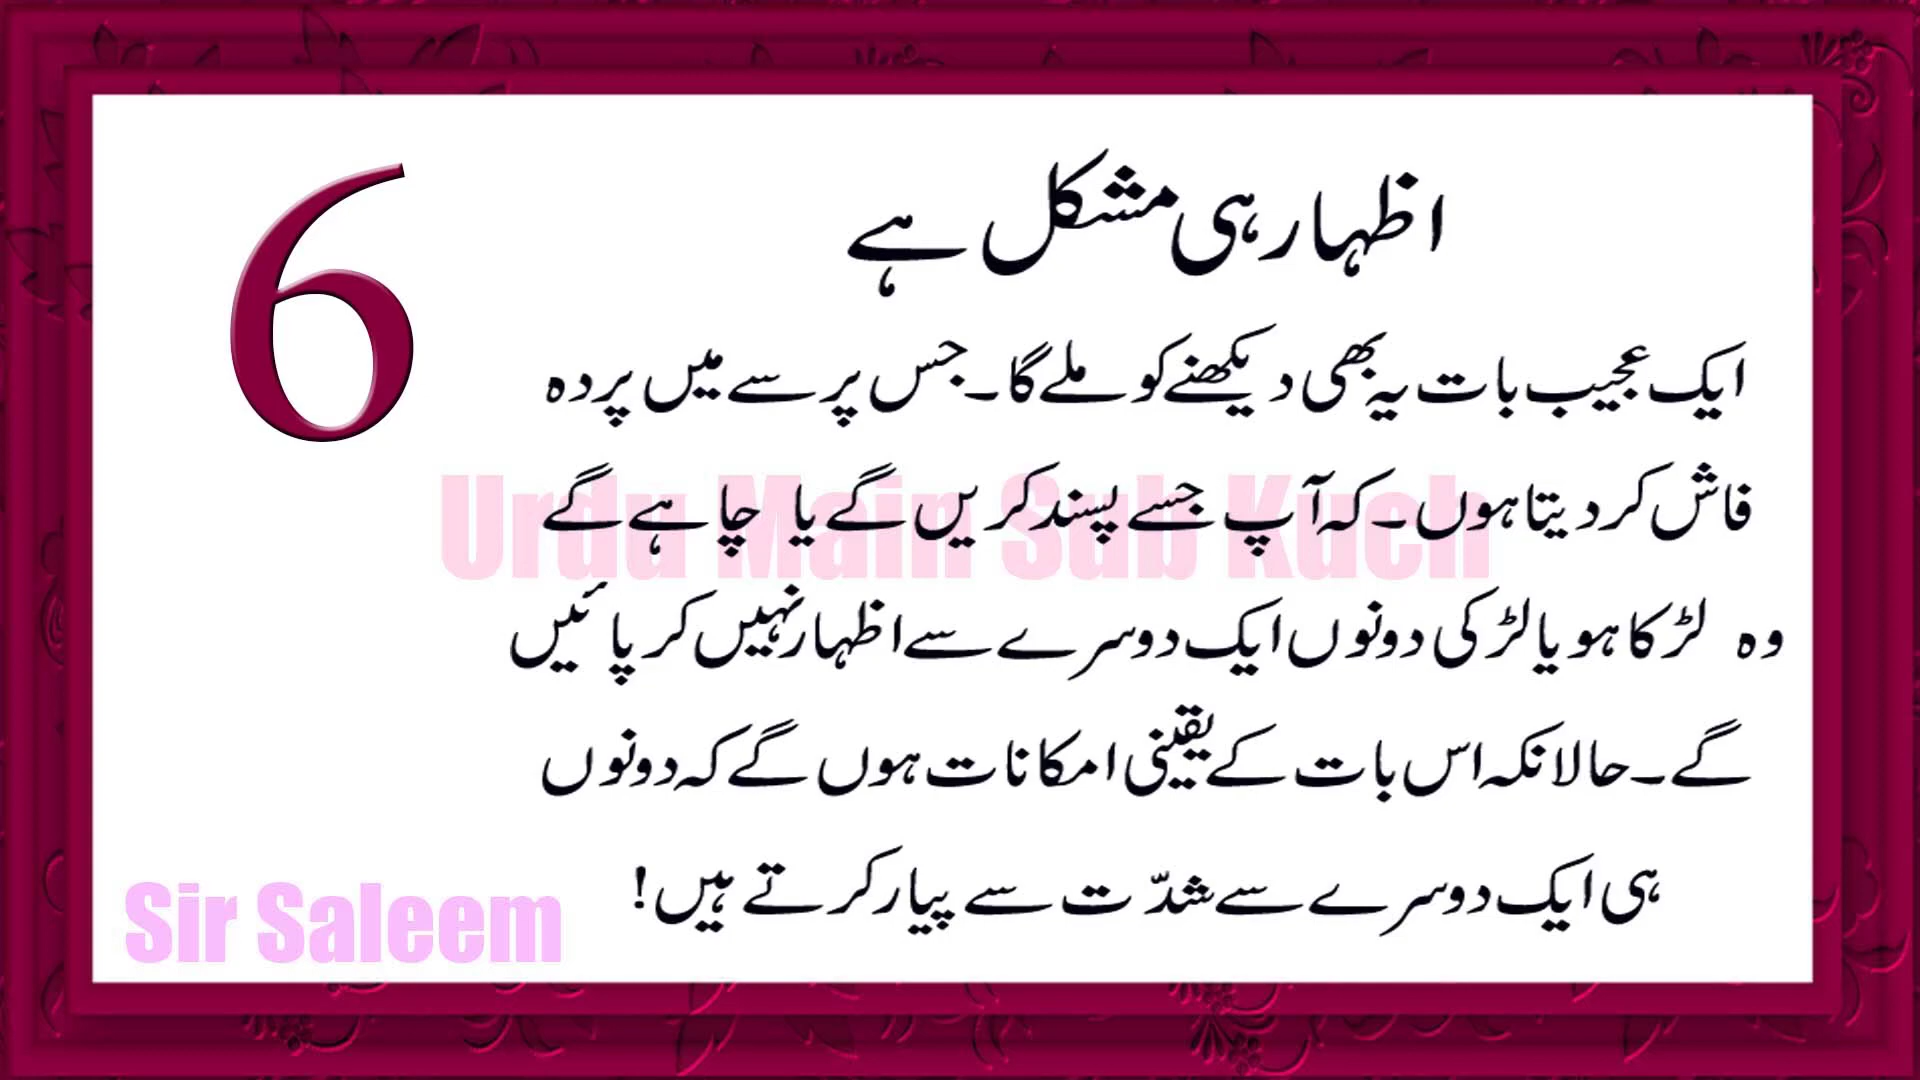 6
اظہار ہی مشکل ہے
ایک عجیب بات یہ بھی دیکھنے کو ملے گا۔ جس پر سے میں پردہ
فاش کر دیتا ہوں۔ کہ آپ جسے پسند کریں گے یا چاہے گے
وہ لڑکا ہو یا لڑکی دونوں ایک دوسرے سے اظہار نہیں کر پائیں
گے۔ حالانکہ اس بات کے یقینی امکانات ہوں گے کہ دونوں
ہی ایک دوسرے سے شدّت سے پیار کرتے ہیں!
Urdu Main Sub Kuch
Sir Saleem